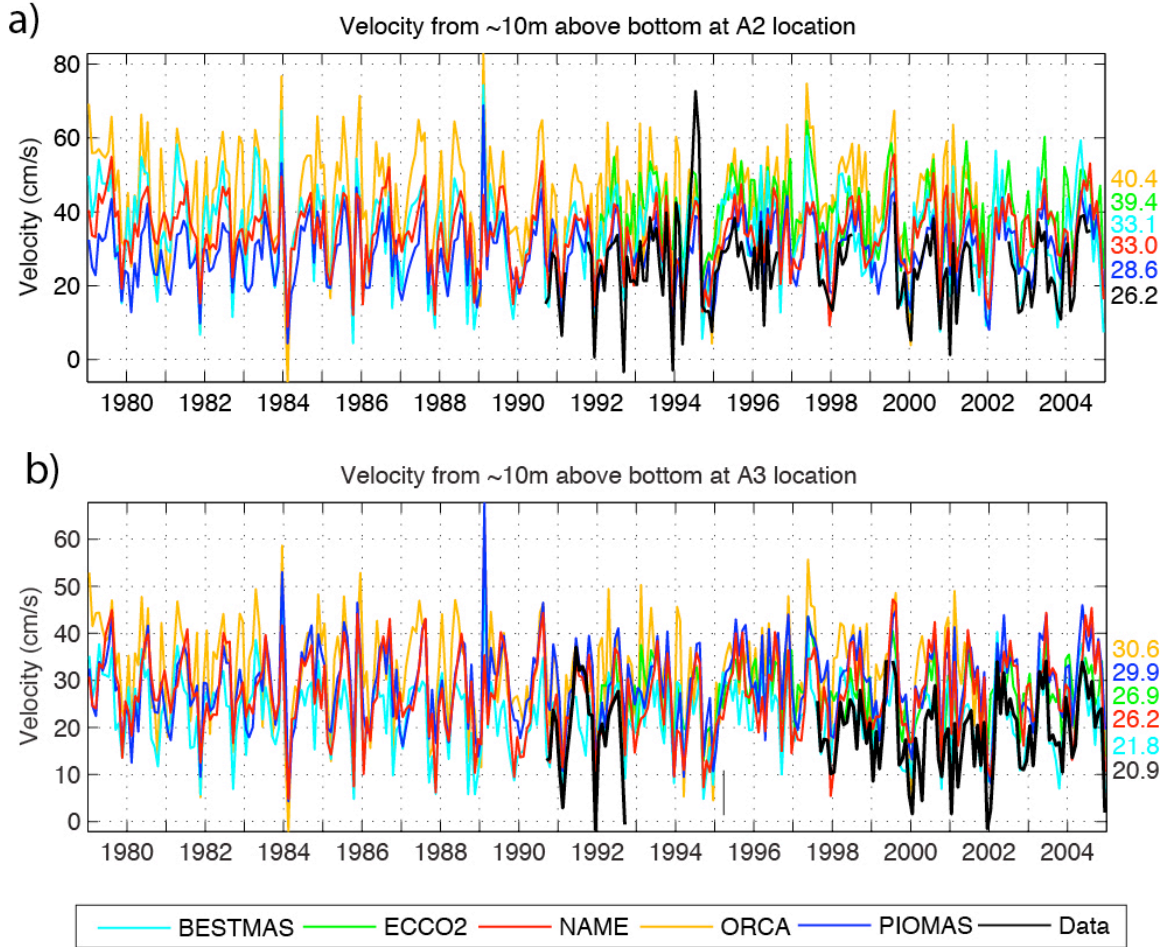 a)
Velocity from ~10m above bottom at A2 location
Velocity (cm/s)
80
60
40
20
0
1980 1982 1984 1986 1988 1990 1992 1994 1996 1998 2000 2002 2004
40.4
39.4
33.1
33.0
28.6
26.2
b)
Velocity from ~10m above bottom at A3 location
Velocity (cm/s)
60
50
40
30
20
10
0
1980 1982 1984 1986 1988 1990 1992 1994 1996 1998 2000 2002 2004
30.6
29.9
26.9
26.2
21.8
20.9
BESTMAS ECCO2 NAME ORCA PIOMAS Data